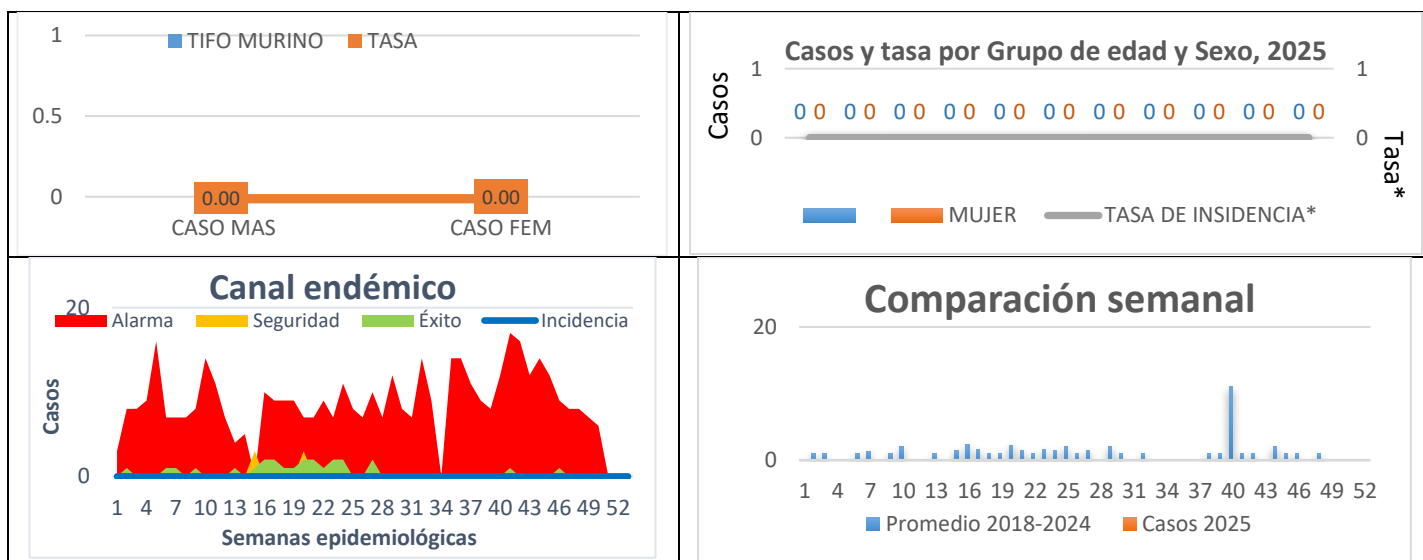 TIFO MURINO TASA
1
0.5
0
0.00 0.00
CASO MAS CASO FEM
Casos y tasa por Grupo de edad y Sexo, 2025
Casos
Tasa*
1 1
0 0 0 0 0 0 0 0 0 0 0 0 0 0 0 0 0 0 0 0 0 0
0 0
MUJER TASA DE INSIDENCIA*
Canal endémico
20
Alarma Seguridad Éxito Incidencia
Casos
0
1 4 7 10 13 16 19 22 25 28 31 34 37 40 43 46 49 52
Semanas epidemiológicas
Comparación semanal
20
0
1 4 7 10 13 16 19 22 25 28 31 34 37 40 43 46 49 52
Promedio 2018-2024 Casos 2025